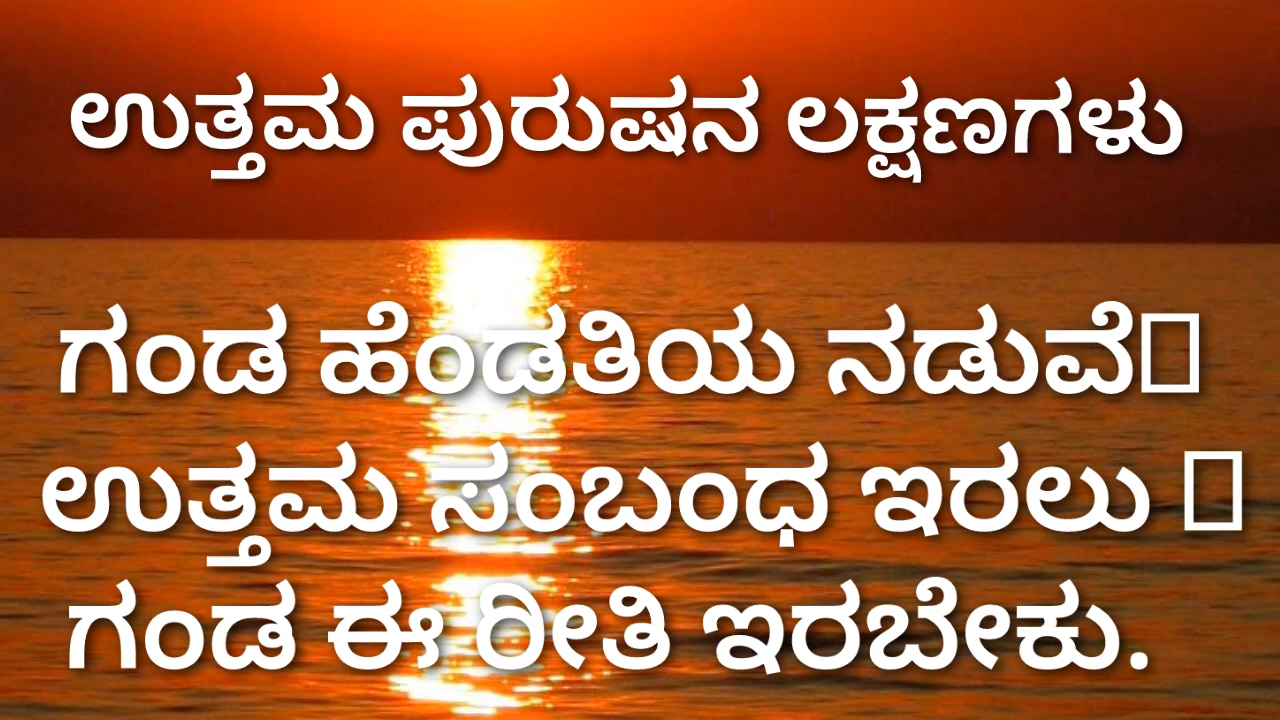 ಉತ್ತಮ ಪುರುಷನ ಲಕ್ಷಣಗಳು
ಗಂಡ ಹೆಂಡತಿಯ ನಡುವೆ
ಉತ್ತಮ ಸಂಬಂಧ ಇರಲು
ಗಂಡ ಈ ರೀತಿ ಇರಬೇಕು.